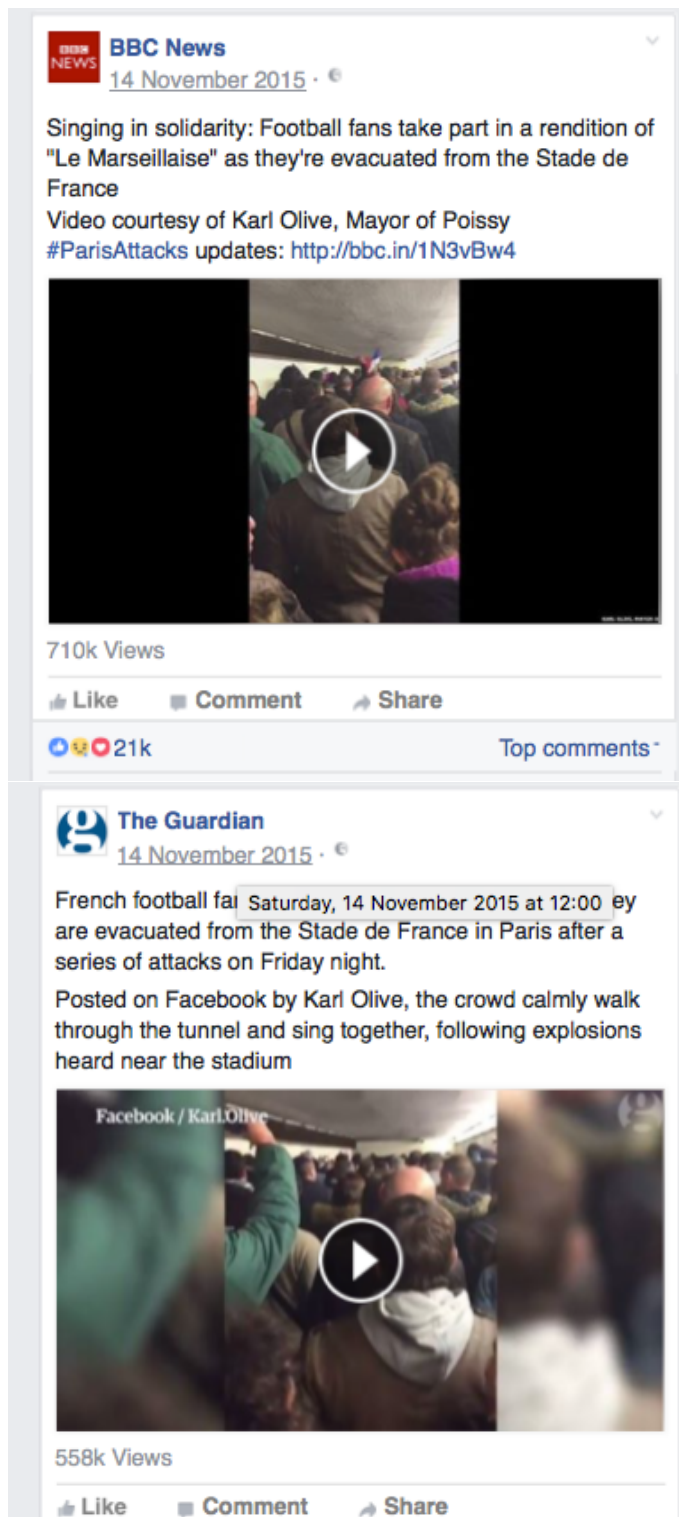 BBC
NEWS
BBC News
14 November 2015 ·
Singing in solidarity: Football fans take part in a rendition of
"Le Marseillaise" as they're evacuated from the Stade de
France
Video courtesy of Karl Olive, Mayor of Poissy
#ParisAttacks updates: http://bbc.in/1N3vBw4
710k Views
Like Comment Share
21k Top comments
g
The Guardian
14 November 2015 ·
French football fa
Saturday, 14 November 2015 at 12:00
ey
are evacuated from the Stade de France in Paris after a
series of attacks on Friday night.
Posted on Facebook by Karl Olive, the crowd calmly walk
through the tunnel and sing together, following explosions
heard near the stadium
Facebook / Karl.Olive
g
558k Views
Like Comment Share